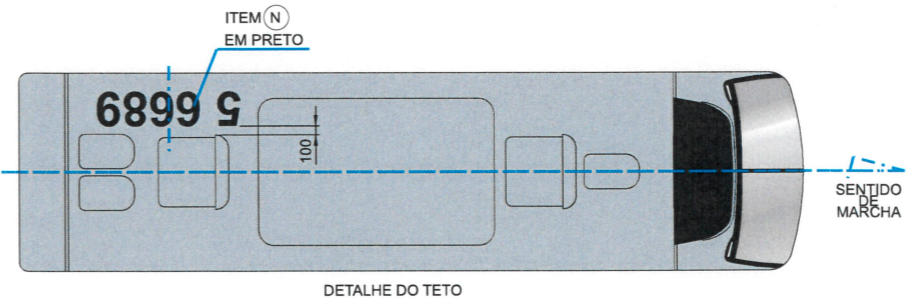 ITEM N
EM PRETO
5 6689
100
SENTIDO
DE
MARCHA
DETALHE DO TETO